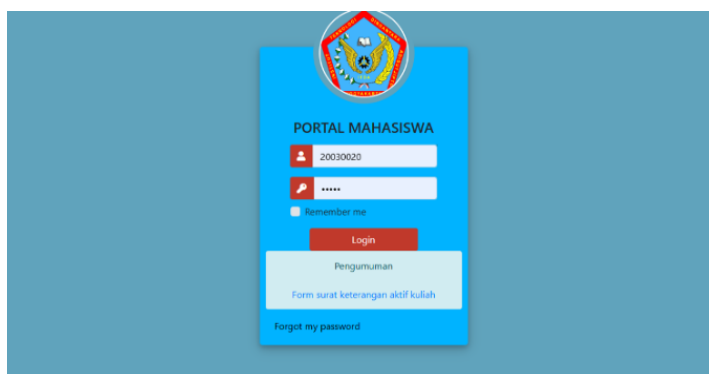 PORTAL MAHASISWA
20030020
•••••
Remember me
Login
Pengumuman
Form surat keterangan aktif kuliah
Forgot my password